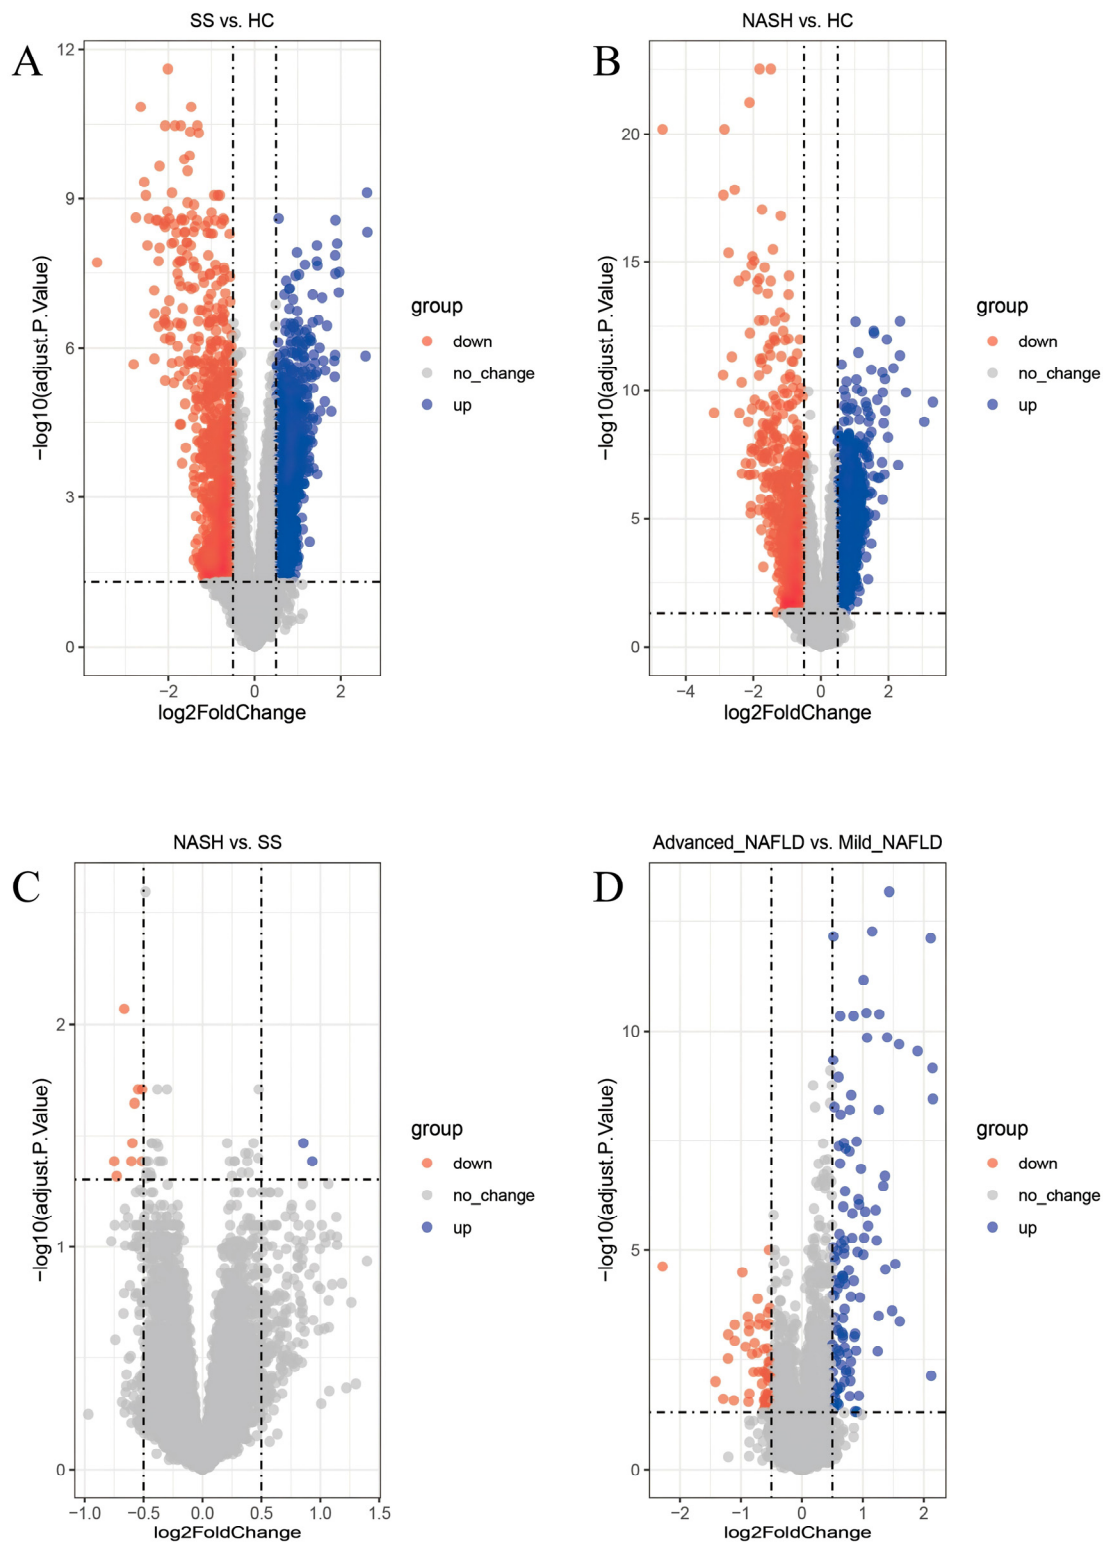 SS vs. HC
A
12
9
6
3
0
−log10(adjust.P.Value)
−2
0
2
log2FoldChange
group
down
no_change
up
NASH vs. HC
B
20
15
10
5
0
−log10(adjust.P.Value)
−4
−2
0
2
log2FoldChange
group
down
no_change
up
NASH vs. SS
C
2
1
0
−log10(adjust.P.Value)
−1.0
−0.5
0.0
0.5
1.0
1.5
log2FoldChange
group
down
no_change
up
Advanced_NAFLD vs. Mild_NAFLD
D
10
5
0
−log10(adjust.P.Value)
−2
−1
0
1
2
log2FoldChange
group
down
no_change
up